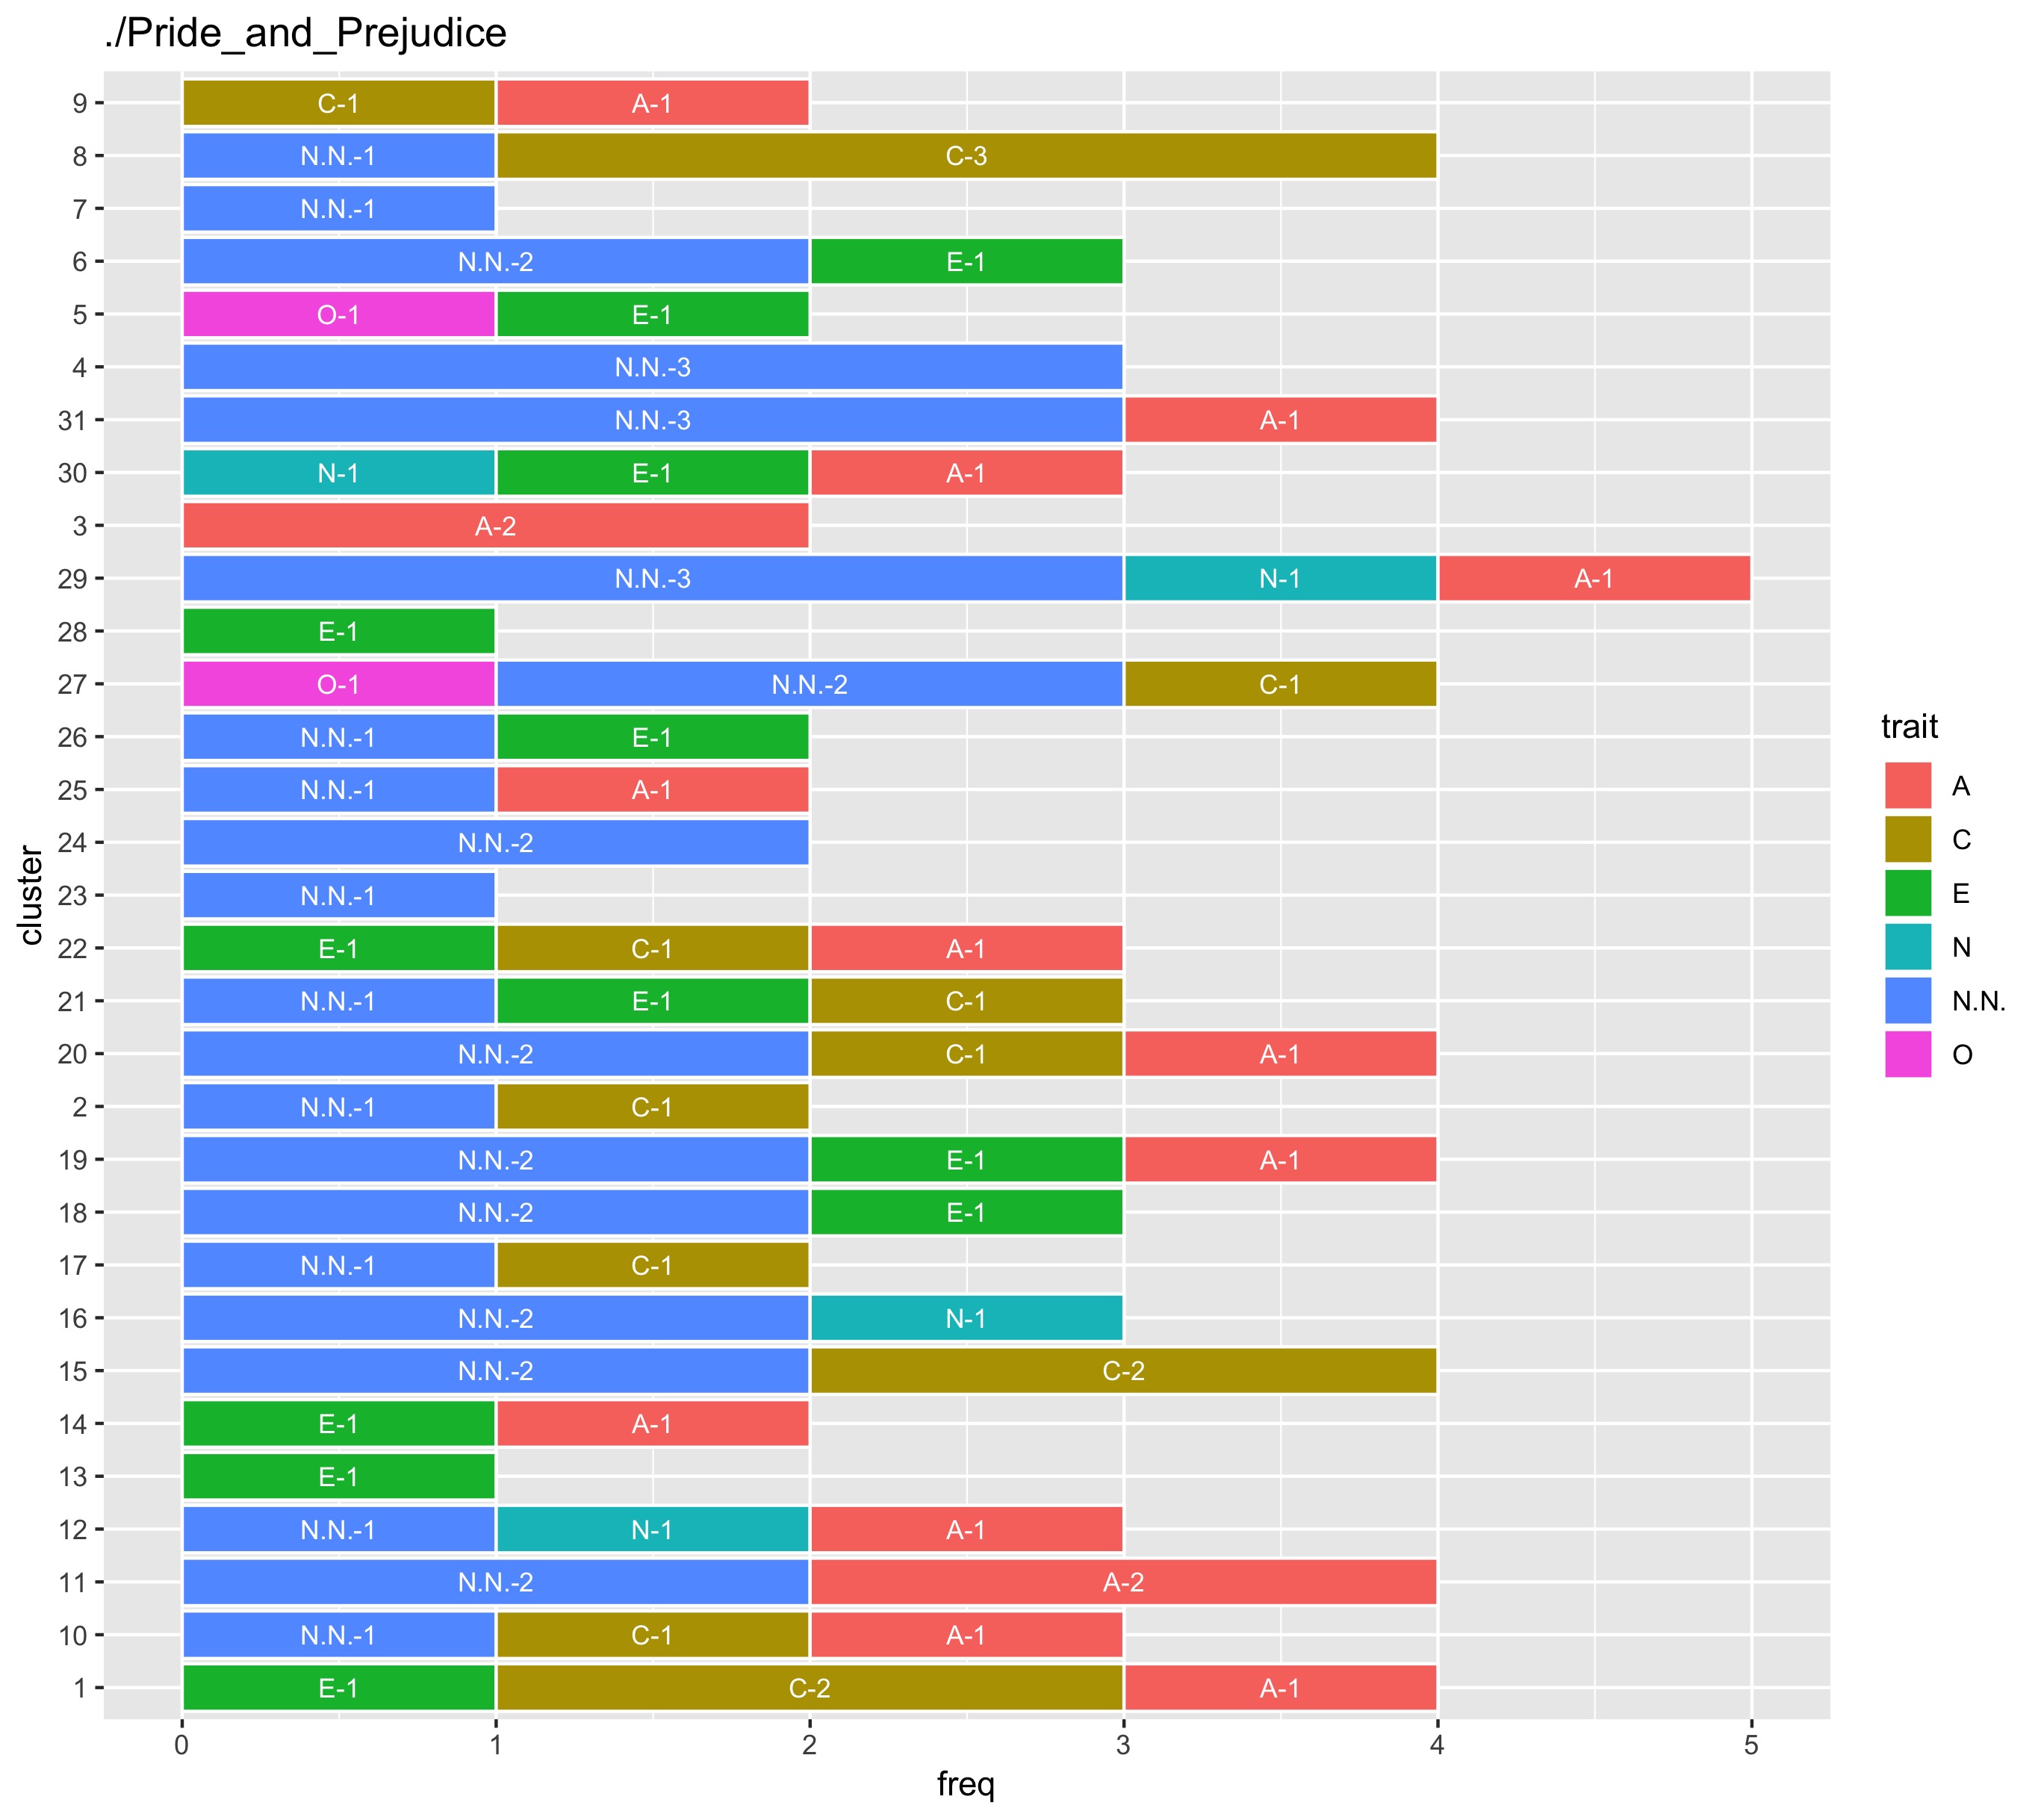 ./Pride_and_Prejudice
9 C-1 A-1
8 N.N.-1 C-3
7 N.N.-1
6 N.N.-2 E-1
5 O-1 E-1
4 N.N.-3
31 N.N.-3 A-1
30 N-1 E-1 A-1
3 A-2
29 N.N.-3 N-1 A-1
28 E-1
27 O-1 N.N.-2 C-1
26 N.N.-1 E-1
25 N.N.-1 A-1
24 N.N.-2
23 N.N.-1
22 E-1 C-1 A-1
21 N.N.-1 E-1 C-1
20 N.N.-2 C-1 A-1
2 N.N.-1 C-1
19 N.N.-2 E-1 A-1
18 N.N.-2 E-1
17 N.N.-1 C-1
16 N.N.-2 N-1
15 N.N.-2 C-2
14 E-1 A-1
13 E-1
12 N.N.-1 N-1 A-1
11 N.N.-2 A-2
10 N.N.-1 C-1 A-1
1 E-1 C-2 A-1
0 1 2 3 4 5
freq
cluster
trait
A
C
E
N
N.N.
O